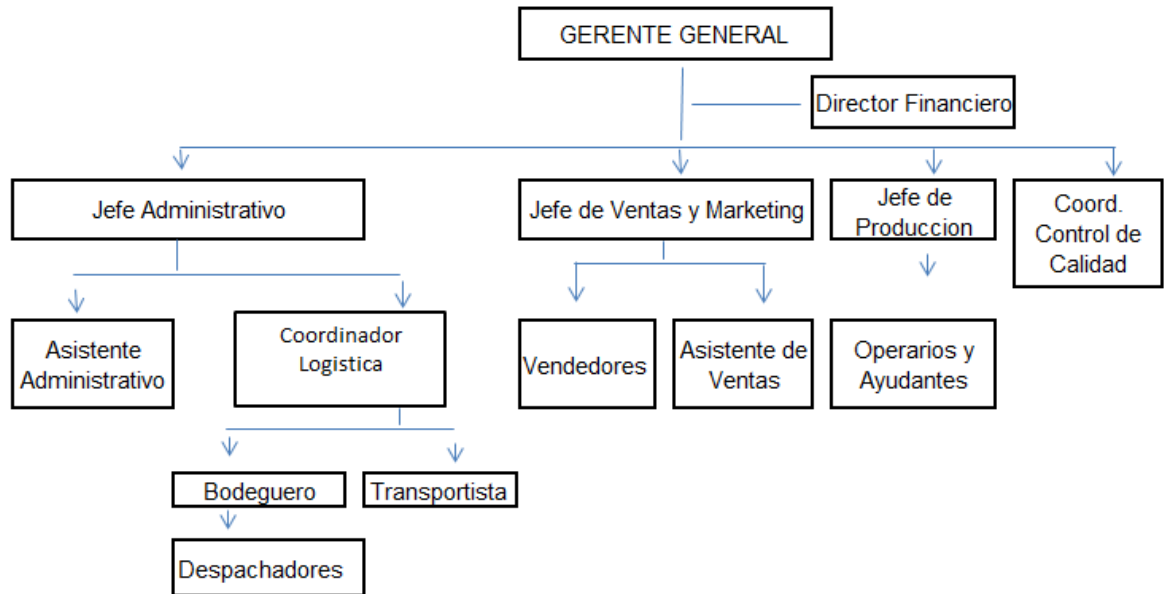 GERENTE GENERAL
Director Financiero
Jefe Administrativo
Jefe de Ventas y Marketing
Jefe de
Produccion
Coord.
Control de
Calidad
Asistente
Administrativo
Coordinador
Logistica
Vendedores
Asistente de
Ventas
Operarios y
Ayudantes
Bodeguero
Transportista
Despachadores